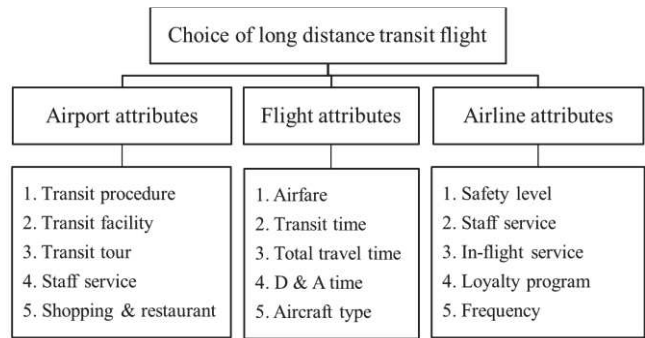 Choice of long distance transit flight
Airport attributes
Flight attributes
Airline attributes
1. Transit procedure
2. Transit facility
3. Transit tour
4. Staff service
5. Shopping & restaurant
1. Airfare
2. Transit time
3. Total travel time
4. D & A time
5. Aircraft type
1. Safety level
2. Staff service
3. In-flight service
4. Loyalty program
5. Frequency